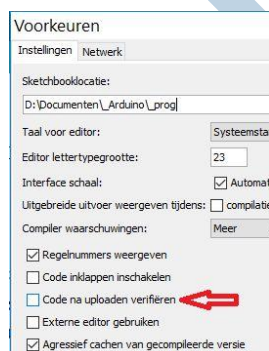 Voorkeuren
Instellingen Netwerk
Sketchbooklocatie:
D:\Documenten\_Arduino\_prog
Taal voor editor: Systeemsta
Editor lettertypegrootte: 23
Interface schaal: Automat
Uitgebreide uitvoer weergeven tijdens: compilatie
Compiler waarschuwingen: Meer
Regelnummers weergeven
Code inklappen inschakelen
Code na uploaden verifiëren
Externe editor gebruiken
Agressief cachen van gecompileerde versie